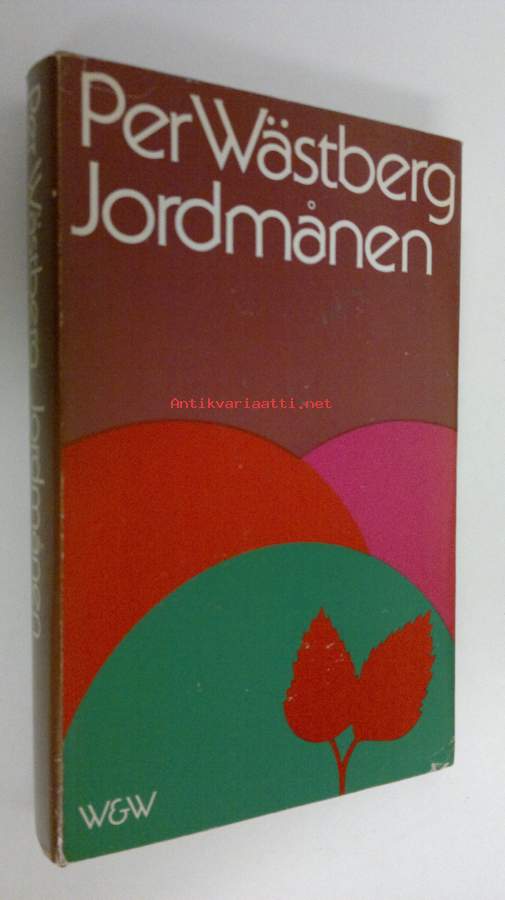 Per Wästberg
Jordmånen
Antikvariaatti.net
W&W
Per Wästberg Jordmånen